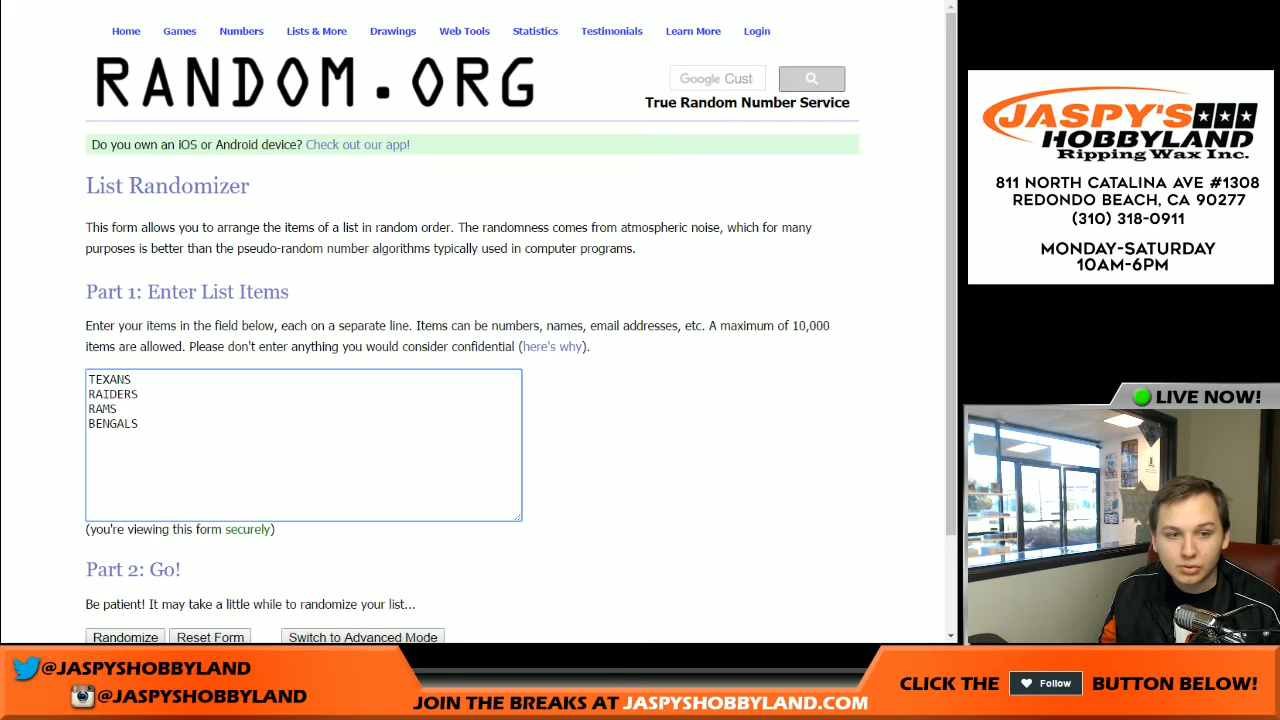 Home Games Numbers Lists & More Drawings Web Tools Statistics Testimonials Learn More Login
RANDOM.ORG
Google Cust
True Random Number Service
Do you own an iOS or Android device? Check out our app!
List Randomizer
This form allows you to arrange the items of a list in random order. The randomness comes from atmospheric noise, which for many
purposes is better than the pseudo-random number algorithms typically used in computer programs.
Part 1: Enter List Items
Enter your items in the field below, each on a separate line. Items can be numbers, names, email addresses, etc. A maximum of 10,000
items are allowed. Please don't enter anything you would consider confidential (here's why).
TEXANS
RAIDERS
RAMS
BENGALS
(you're viewing this form securely)
Part 2: Go!
Be patient! It may take a little while to randomize your list...
Randomize Reset Form Switch to Advanced Mode
JASPY'S
HOBBYLAND
Ripping Wax Inc.
811 NORTH CATALINA AVE #1308
REDONDO BEACH, CA 90277
(310) 318-0911
MONDAY-SATURDAY
10AM-6PM
LIVE NOW!
@JASPYSHOBBYLAND
@JASPYSHOBBYLAND
JOIN THE BREAKS AT JASPYSHOBBYLAND.COM
CLICK THE Follow BUTTON BELOW!